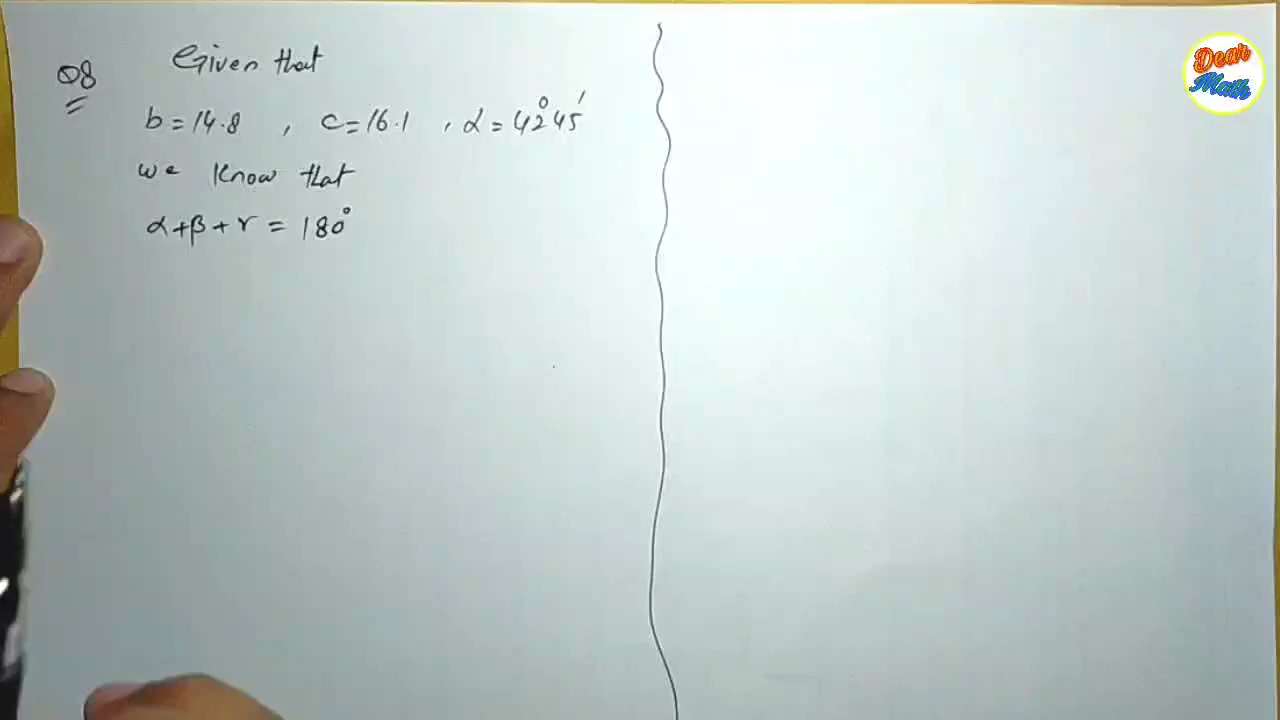 Q8 Given that
b = 14.8 , c = 16.1 , α = 42°45′
we know that
α+β+γ = 180°
Dear
Math